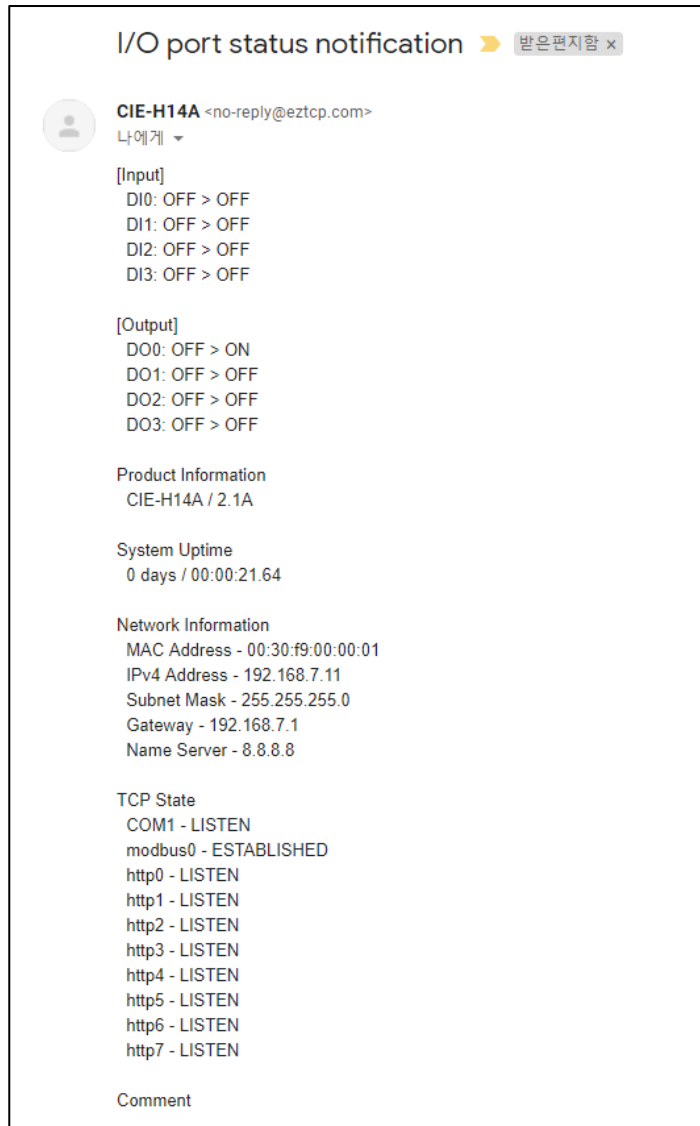 I/O port status notification 받은편지함 x
CIE-H14A <no-reply@eztcp.com>
나에게
[Input]
DI0: OFF > OFF
DI1: OFF > OFF
DI2: OFF > OFF
DI3: OFF > OFF
[Output]
DO0: OFF > ON
DO1: OFF > OFF
DO2: OFF > OFF
DO3: OFF > OFF
Product Information
CIE-H14A / 2.1A
System Uptime
0 days / 00:00:21.64
Network Information
MAC Address - 00:30:f9:00:00:01
IPv4 Address - 192.168.7.11
Subnet Mask - 255.255.255.0
Gateway - 192.168.7.1
Name Server - 8.8.8.8
TCP State
COM1 - LISTEN
modbus0 - ESTABLISHED
http0 - LISTEN
http1 - LISTEN
http2 - LISTEN
http3 - LISTEN
http4 - LISTEN
http5 - LISTEN
http6 - LISTEN
http7 - LISTEN
Comment